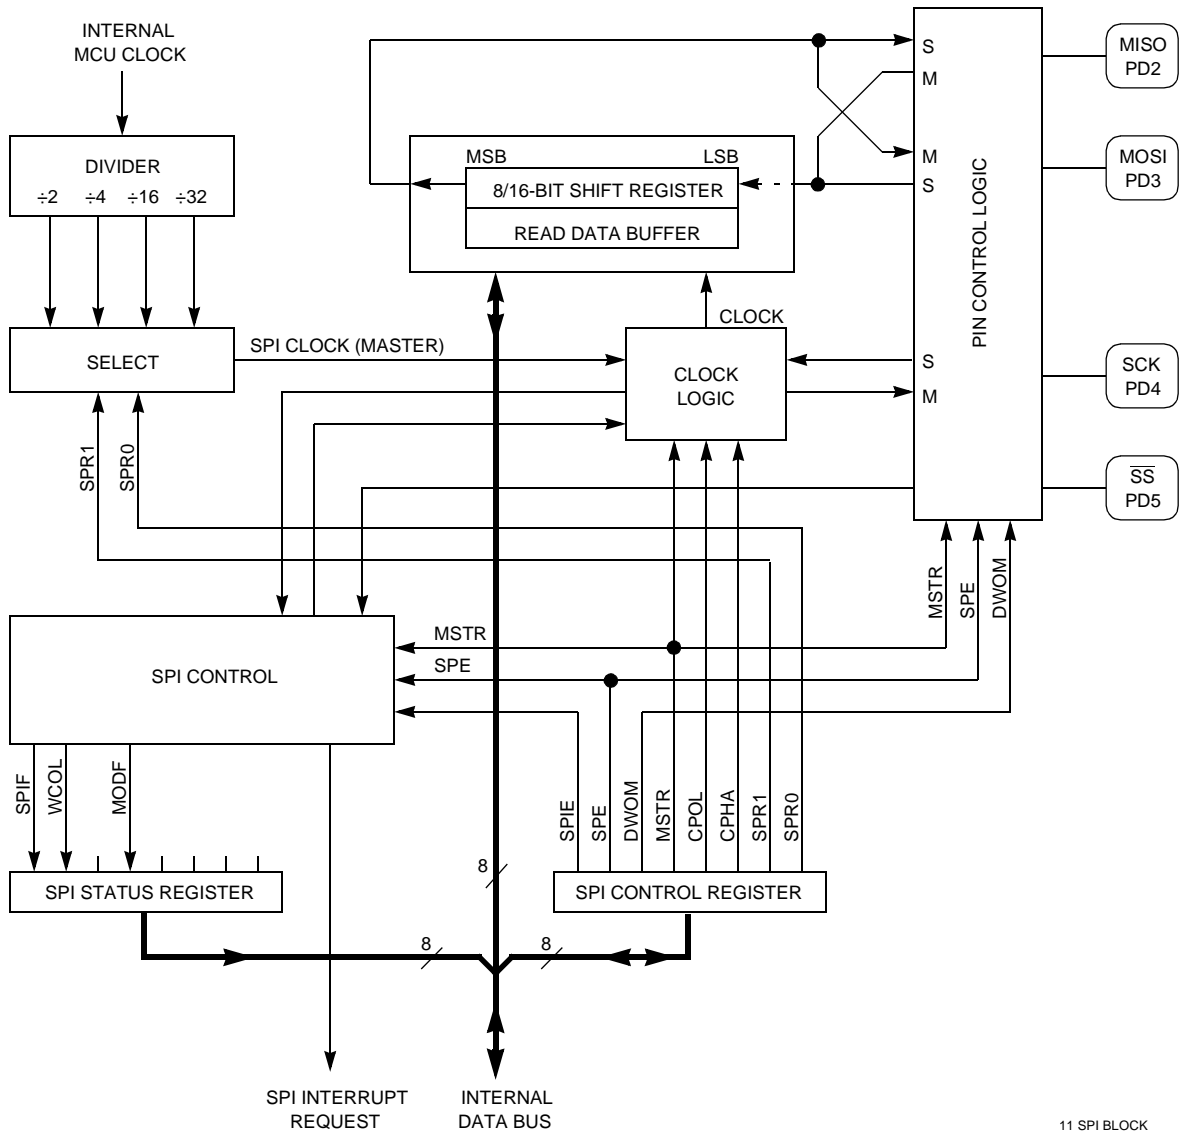 INTERNAL
MCU CLOCK
DIVIDER
÷2 ÷4 ÷16 ÷32
SELECT
SPR1
SPR0
SPI CLOCK (MASTER)
MSB LSB
8/16-BIT SHIFT REGISTER
READ DATA BUFFER
CLOCK
CLOCK
LOGIC
S
M
M
S
S
M
PIN CONTROL LOGIC
MISO
PD2
MOSI
PD3
SCK
PD4
SS
PD5
MSTR
SPE
DWOM
MSTR
SPE
SPI CONTROL
SPIF
WCOL
MODF
SPIE
SPE
DWOM
MSTR
CPOL
CPHA
SPR1
SPR0
SPI STATUS REGISTER
8
SPI CONTROL REGISTER
8
8
SPI INTERRUPT
REQUEST
INTERNAL
DATA BUS
11 SPI BLOCK